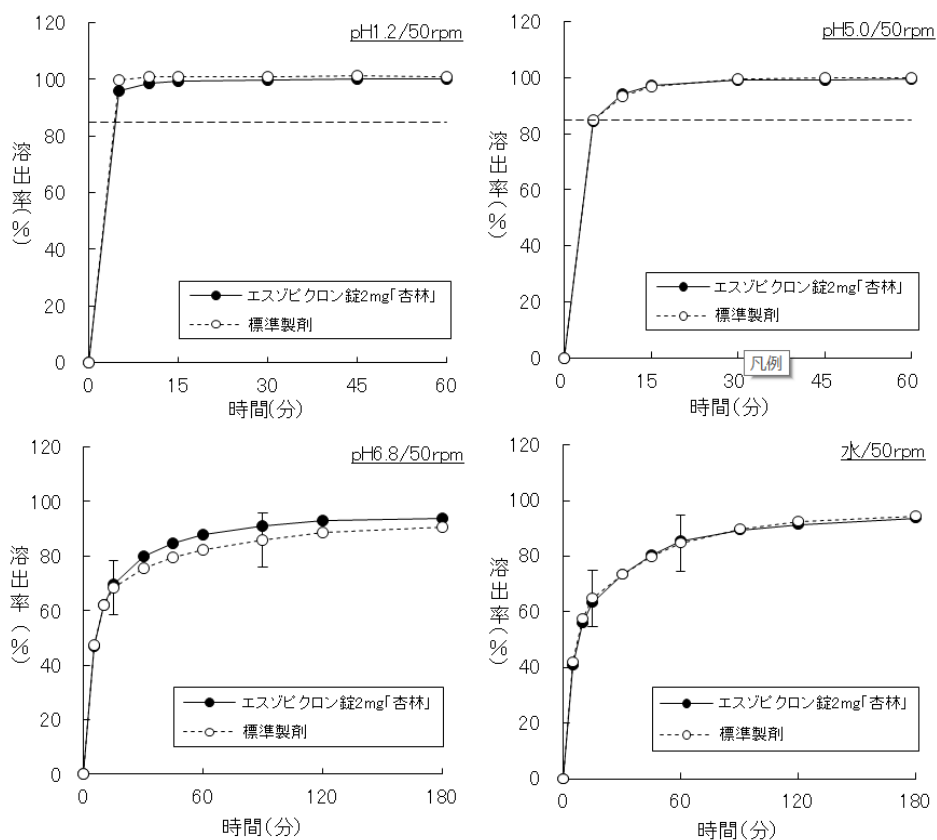 pH1.2/50rpm
120
100
80
60
40
20
0
溶出率(%)
エスゾピクロン錠2mg「杏林」
標準製剤
0 15 30 45 60
時間(分)
pH5.0/50rpm
120
100
80
60
40
20
0
溶出率(%)
エスゾピクロン錠2mg「杏林」
標準製剤
凡例
0 15 30 45 60
時間(分)
pH6.8/50rpm
120
100
80
60
40
20
0
溶出率(%)
エスゾピクロン錠2mg「杏林」
標準製剤
0 60 120 180
時間(分)
水/50rpm
120
100
80
60
40
20
0
溶出率(%)
エスゾピクロン錠2mg「杏林」
標準製剤
0 60 120 180
時間(分)